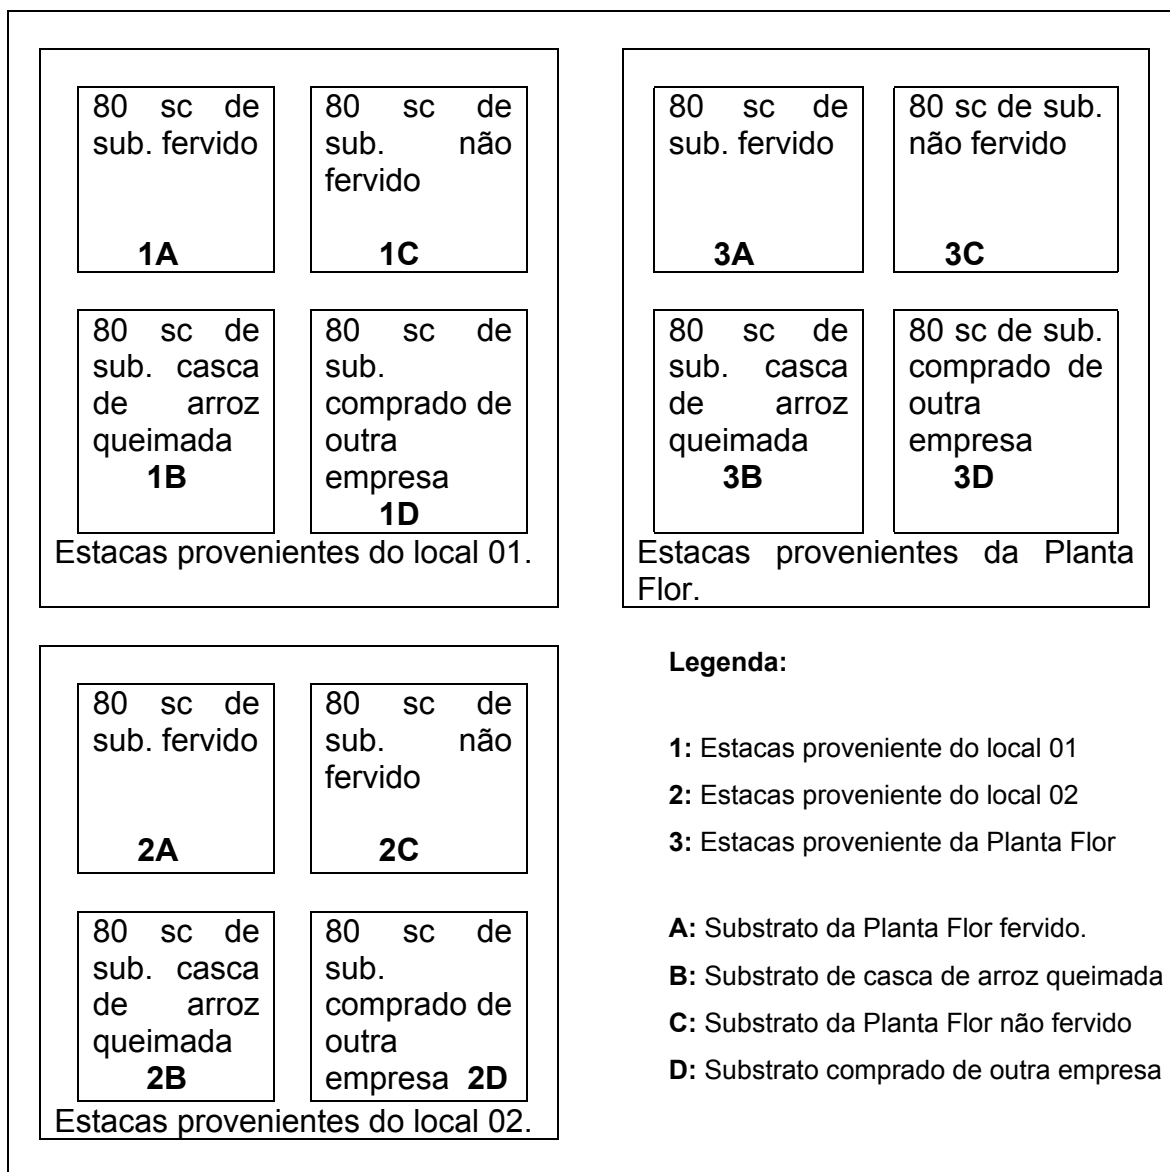 80 sc de
sub. fervido
1A
80 sc de
sub. não
fervido
1C
80 sc de
sub. casca
de arroz
queimada
1B
80 sc de
sub.
comprado de
outra
empresa
1D
Estacas provenientes do local 01.
80 sc de
sub. fervido
3A
80 sc de sub.
não fervido
3C
80 sc de
sub. casca
de arroz
queimada
3B
80 sc de sub.
comprado de
outra
empresa
3D
Estacas provenientes da Planta
Flor.
80 sc de
sub. fervido
2A
80 sc de
sub. não
fervido
2C
80 sc de
sub. casca
de arroz
queimada
2B
80 sc de
sub.
comprado de
outra
empresa 2D
Estacas provenientes do local 02.
Legenda:
1: Estacas proveniente do local 01
2: Estacas proveniente do local 02
3: Estacas proveniente da Planta Flor
A: Substrato da Planta Flor fervido.
B: Substrato de casca de arroz queimada
C: Substrato da Planta Flor não fervido
D: Substrato comprado de outra empresa